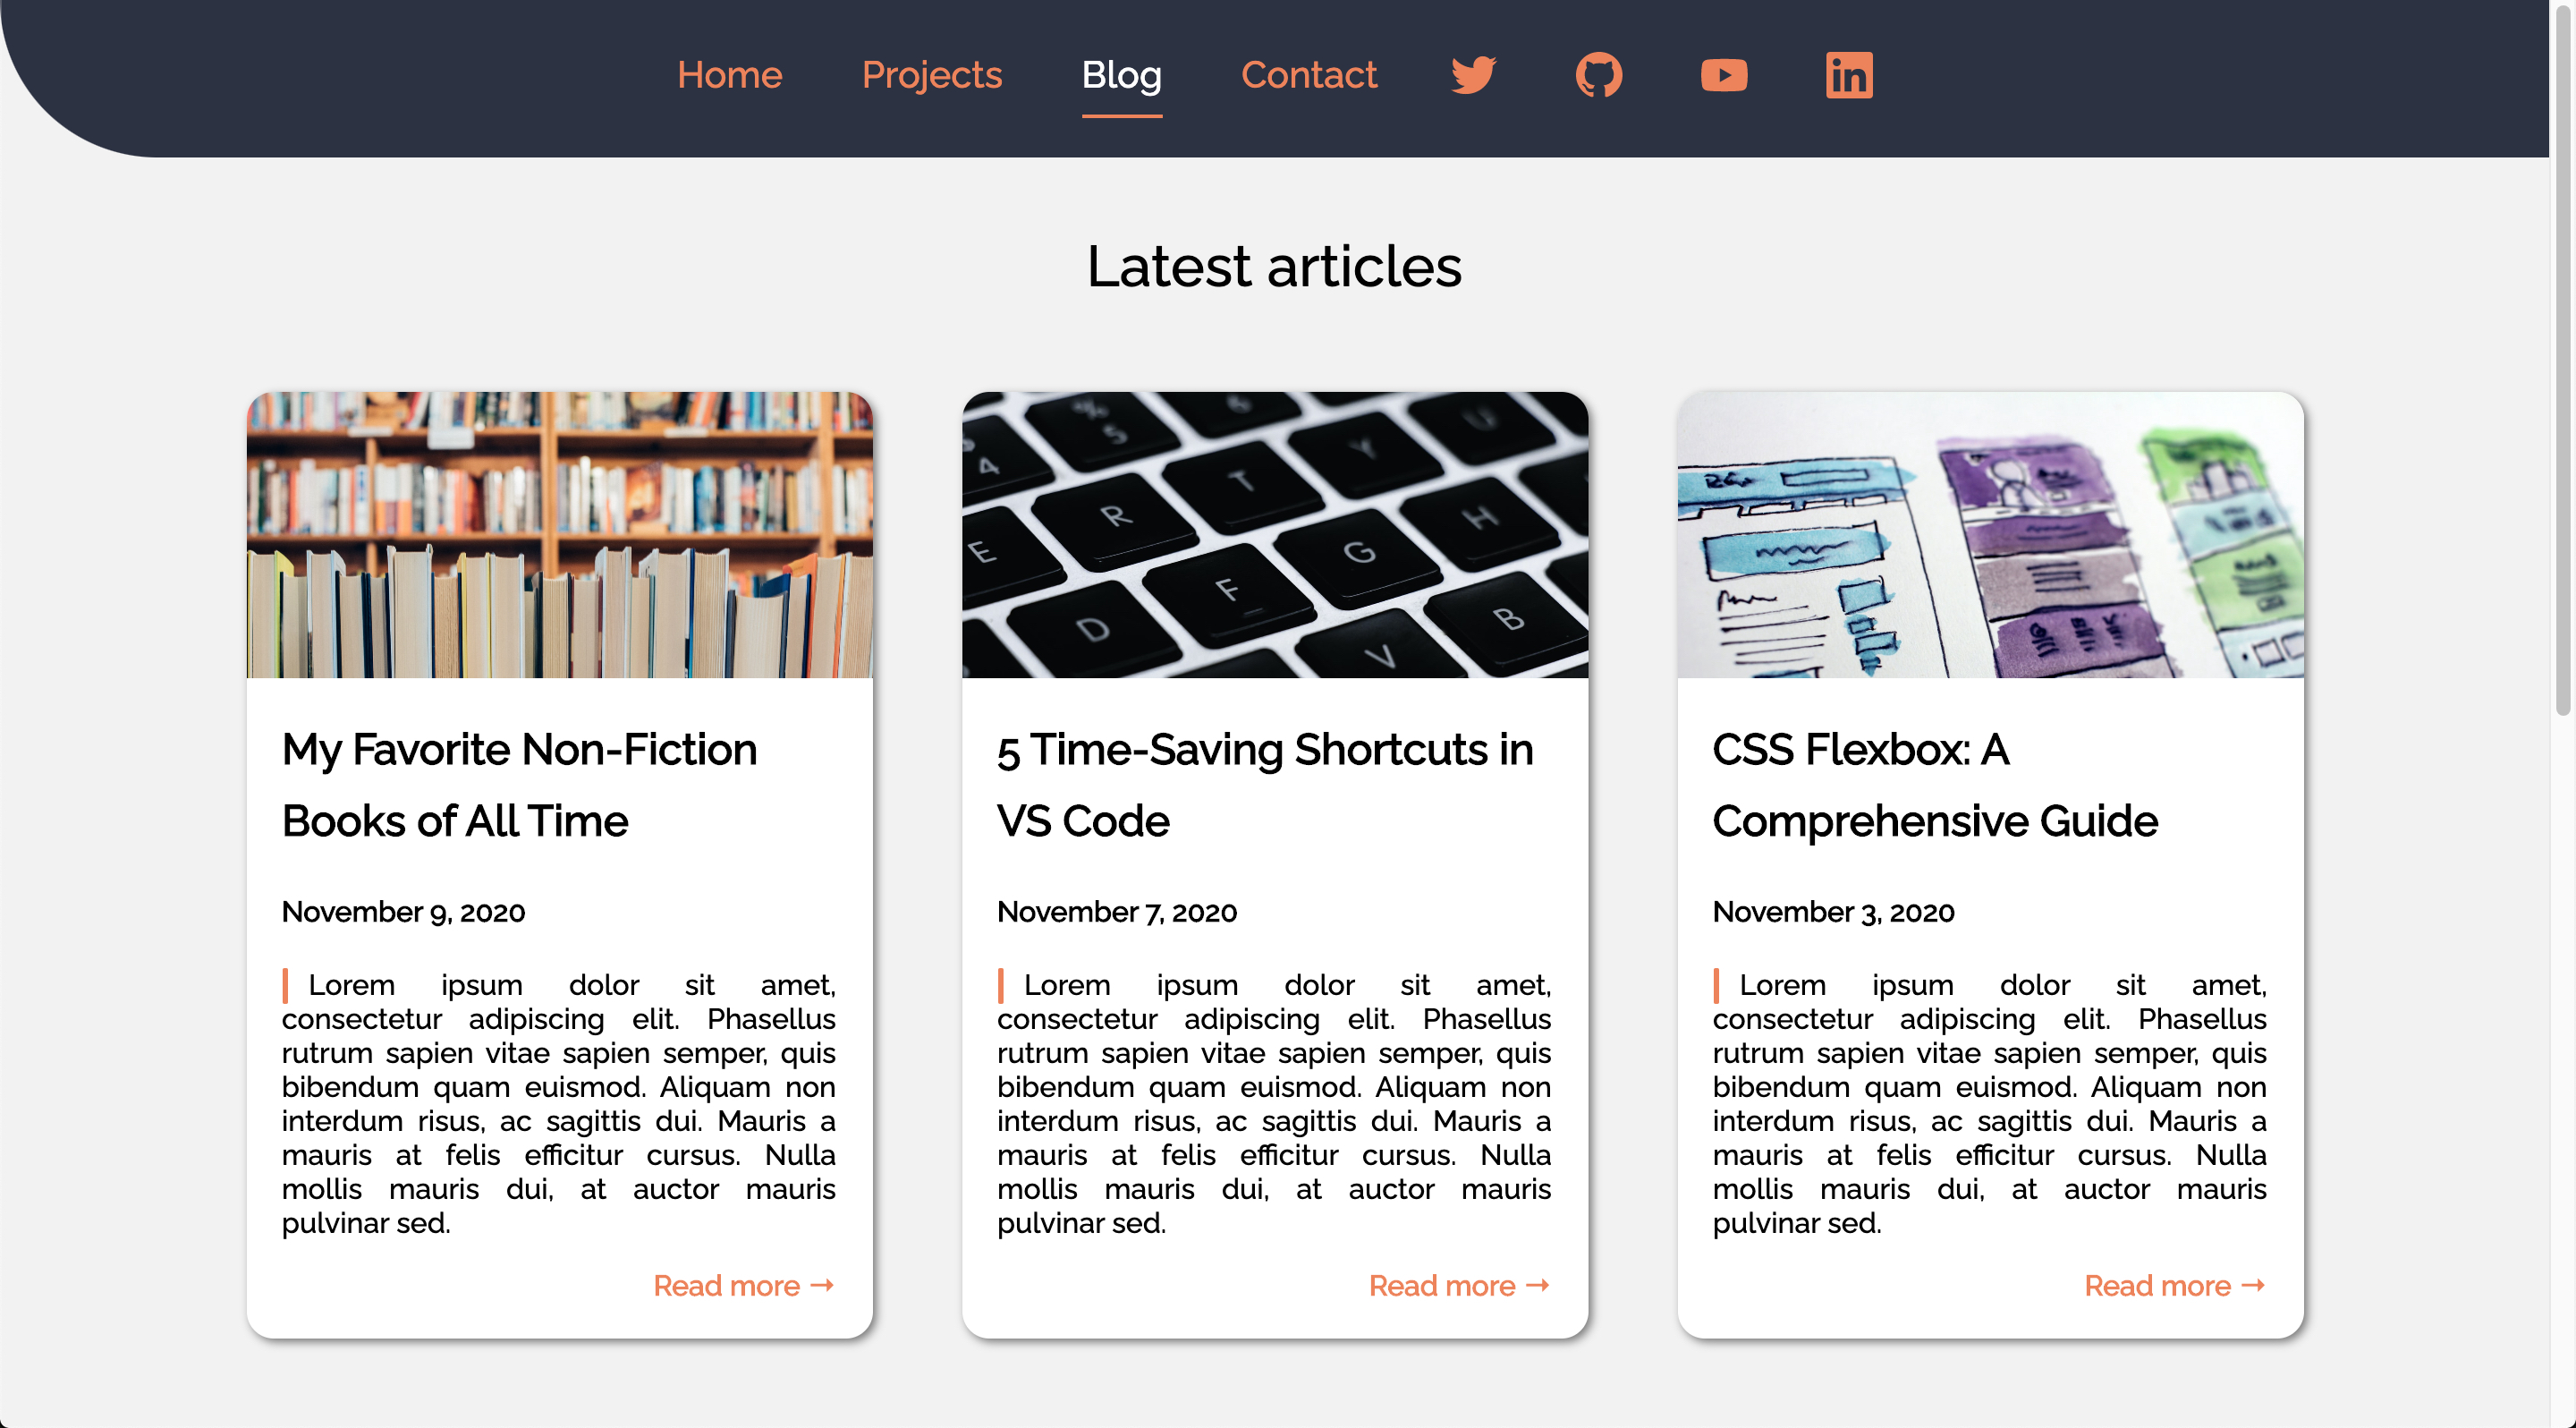 Home Projects Blog Contact
Latest articles
My Favorite Non-Fiction
Books of All Time
November 9, 2020
Lorem ipsum dolor sit amet,
consectetur adipiscing elit. Phasellus
rutrum sapien vitae sapien semper, quis
bibendum quam euismod. Aliquam non
interdum risus, ac sagittis dui. Mauris a
mauris at felis efficitur cursus. Nulla
mollis mauris dui, at auctor mauris
pulvinar sed.
Read more →
% 5 6 Y U
4 R T H
E F G
D V B
5 Time-Saving Shortcuts in
VS Code
November 7, 2020
Lorem ipsum dolor sit amet,
consectetur adipiscing elit. Phasellus
rutrum sapien vitae sapien semper, quis
bibendum quam euismod. Aliquam non
interdum risus, ac sagittis dui. Mauris a
mauris at felis efficitur cursus. Nulla
mollis mauris dui, at auctor mauris
pulvinar sed.
Read more →
CSS Flexbox: A
Comprehensive Guide
November 3, 2020
Lorem ipsum dolor sit amet,
consectetur adipiscing elit. Phasellus
rutrum sapien vitae sapien semper, quis
bibendum quam euismod. Aliquam non
interdum risus, ac sagittis dui. Mauris a
mauris at felis efficitur cursus. Nulla
mollis mauris dui, at auctor mauris
pulvinar sed.
Read more →